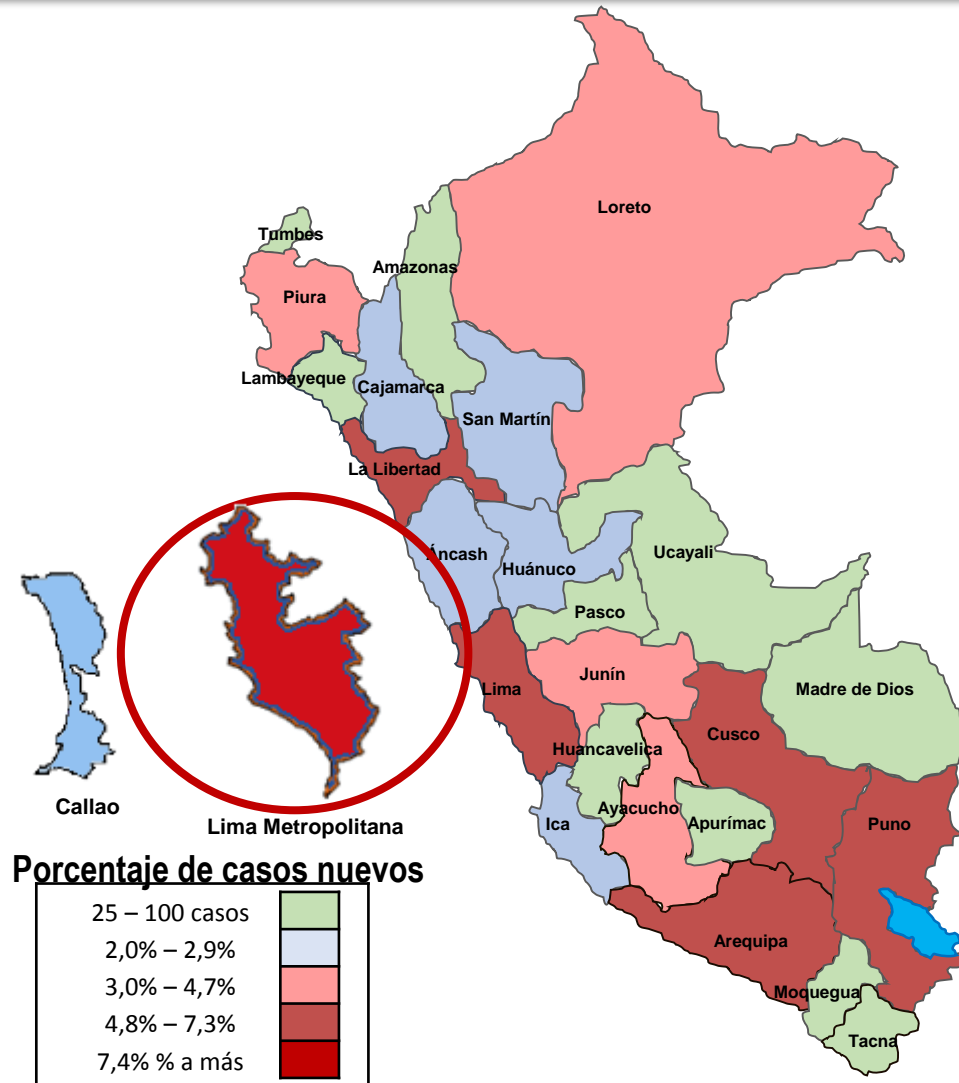 Loreto
Tumbes
Amazonas
Piura
Lambayeque
Cajamarca
San Martín
La Libertad
Áncash
Huánuco
Ucayali
Pasco
Junín
Lima
Madre de Dios
Cusco
Huancavelica
Callao
Ayacucho
Apurímac
Puno
Ica
Lima Metropolitana
Arequipa
Moquegua
Tacna
Porcentaje de casos nuevos
25 – 100 casos
2,0% – 2,9%
3,0% – 4,7%
4,8% – 7,3%
7,4% % a más